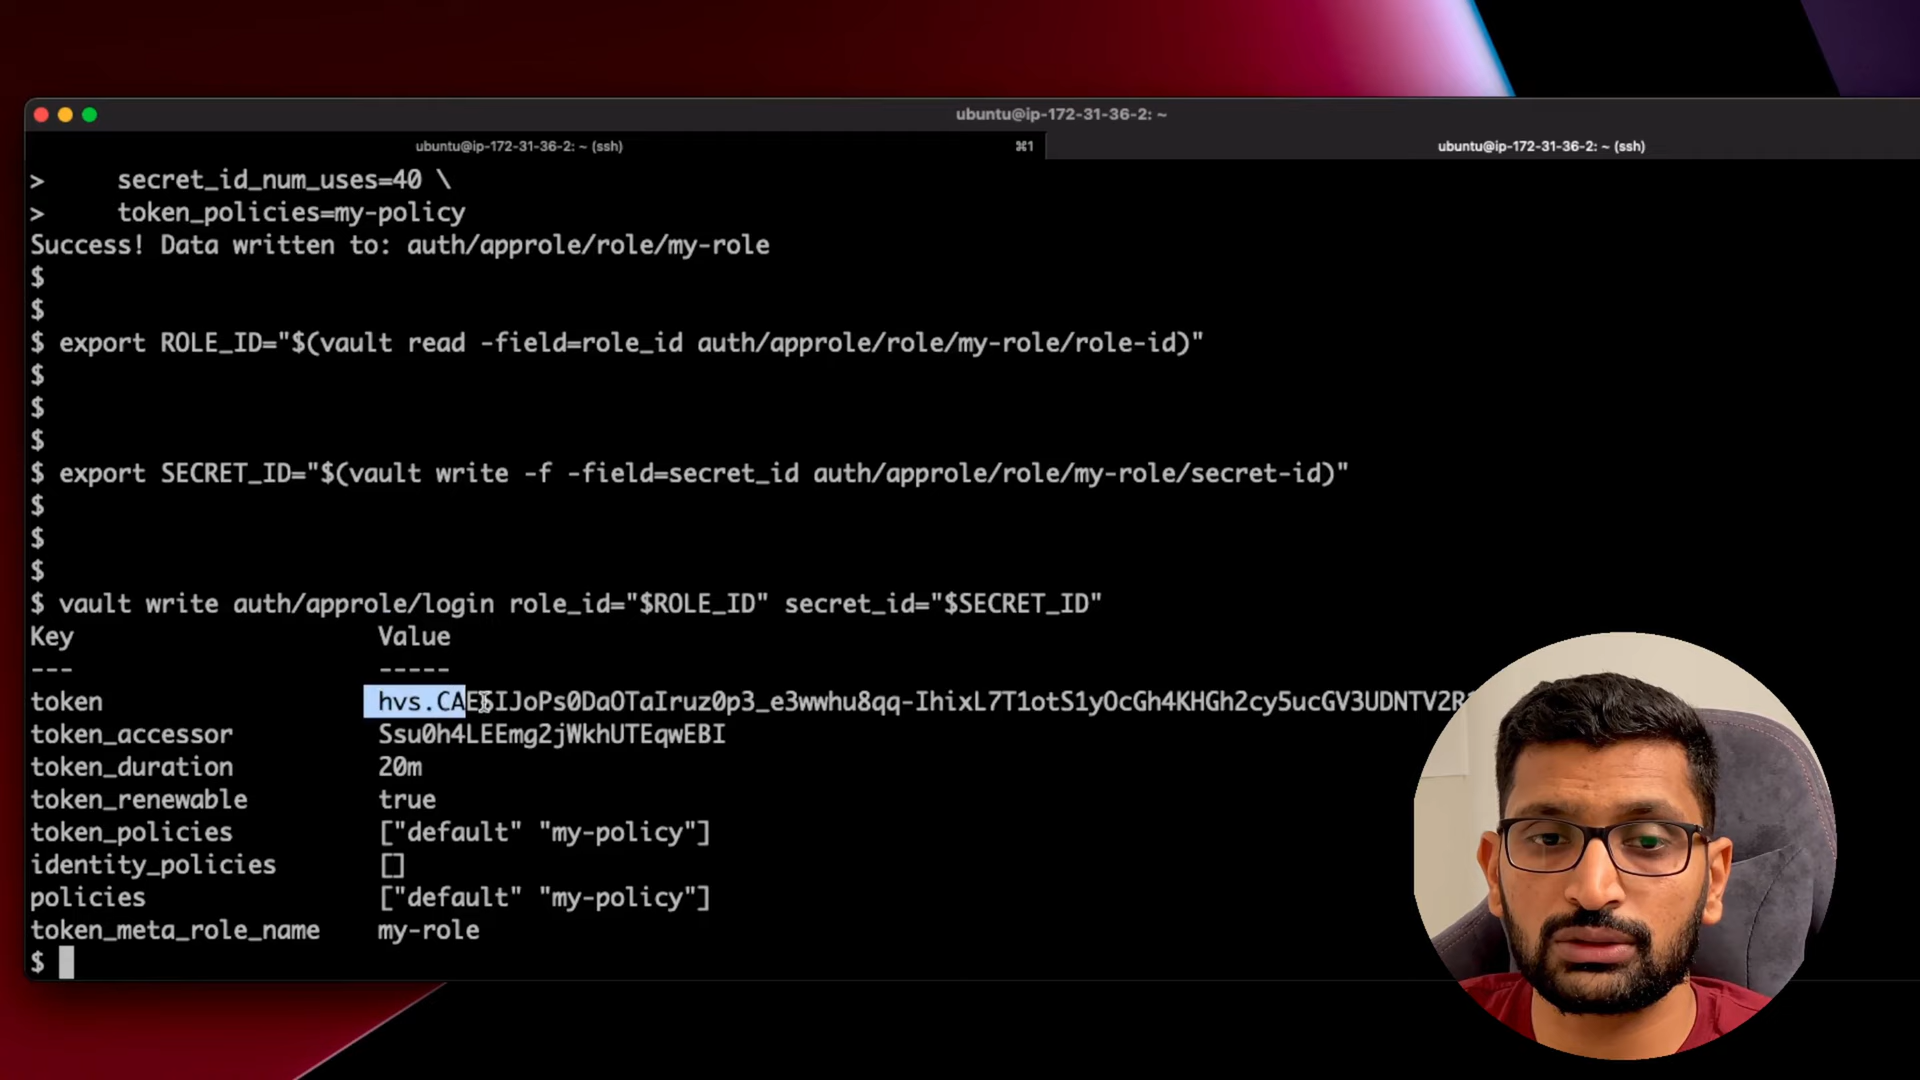 ubuntu@ip-172-31-36-2: ~
ubuntu@ip-172-31-36-2: ~ (ssh)
⌘1
ubuntu@ip-172-31-36-2: ~ (ssh)
>     secret_id_num_uses=40 \
>     token_policies=my-policy
Success! Data written to: auth/approle/role/my-role
$
$
$ export ROLE_ID="$(vault read -field=role_id auth/approle/role/my-role/role-id)"
$
$
$
$ export SECRET_ID="$(vault write -f -field=secret_id auth/approle/role/my-role/secret-id)"
$
$
$
$ vault write auth/approle/login role_id="$ROLE_ID" secret_id="$SECRET_ID"
Key                     Value
---                     -----
token
token_accessor          Ssu0h4LEEmg2jWkhUTEqwEBI
token_duration          20m
token_renewable         true
token_policies          ["default" "my-policy"]
identity_policies       []
policies                ["default" "my-policy"]
token_meta_role_name    my-role
$